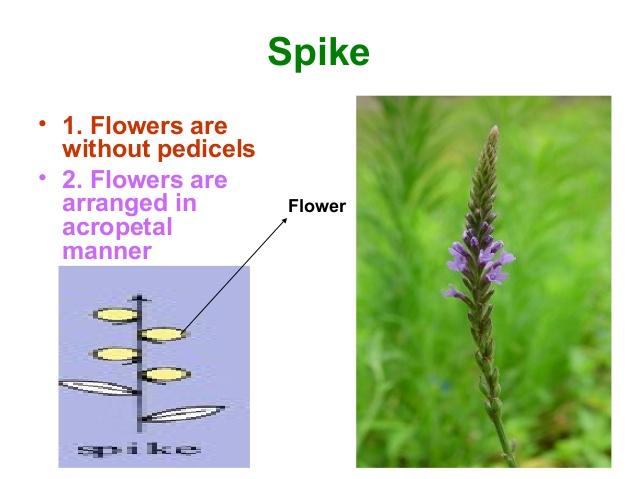 Spike
• 1. Flowers are
without pedicels
• 2. Flowers are
arranged in
acropetal
manner
Flower
spike